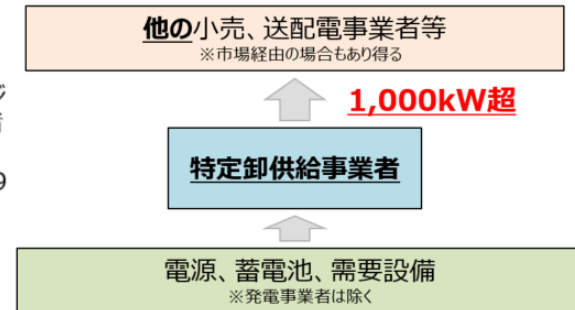 他の小売、送配電事業者等
※市場経由の場合もあり得る
1,000kW超
特定卸供給事業者
電源、蓄電池、需要設備
※発電事業者は除く